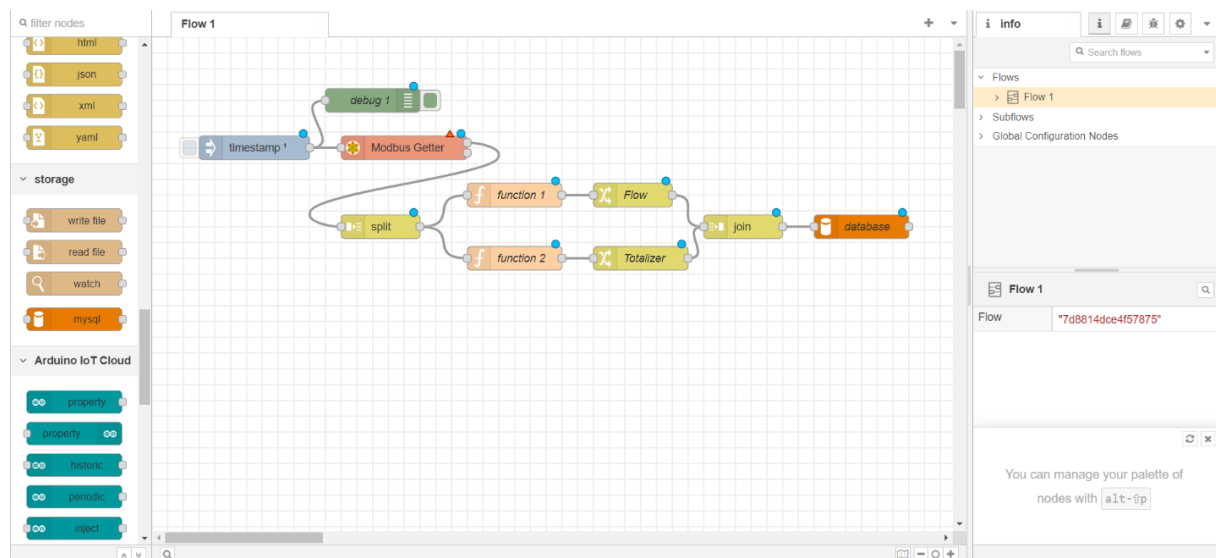 filter nodes
html
json
xml
yaml
storage
write file
read file
watch
mysql
Arduino IoT Cloud
property
property
historic
periodic
inject
Flow 1
debug 1
timestamp ¹
Modbus Getter
split
function 1
Flow
function 2
Totalizer
join
database
i info
i
Search flows
Flows
Flow 1
Subflows
Global Configuration Nodes
Flow 1
Flow "7d8814dce4f57875"
You can manage your palette of
nodes with alt-⇧p